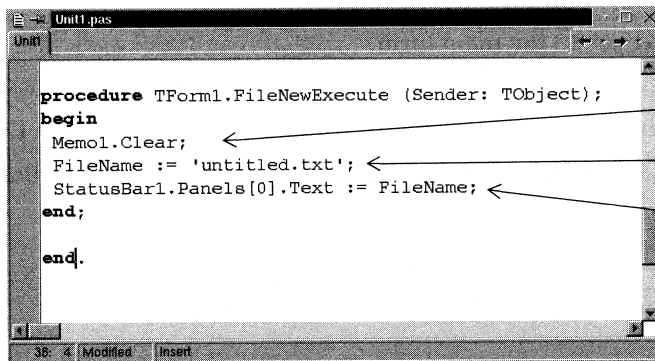 Unit1.pas
Unit1
procedure TForm1.FileNewExecute (Sender: TObject);
begin
Memo1.Clear;
FileName := 'untitled.txt';
StatusBar1.Panels[0].Text := FileName;
end;
end.
38: 4 Modified Insert